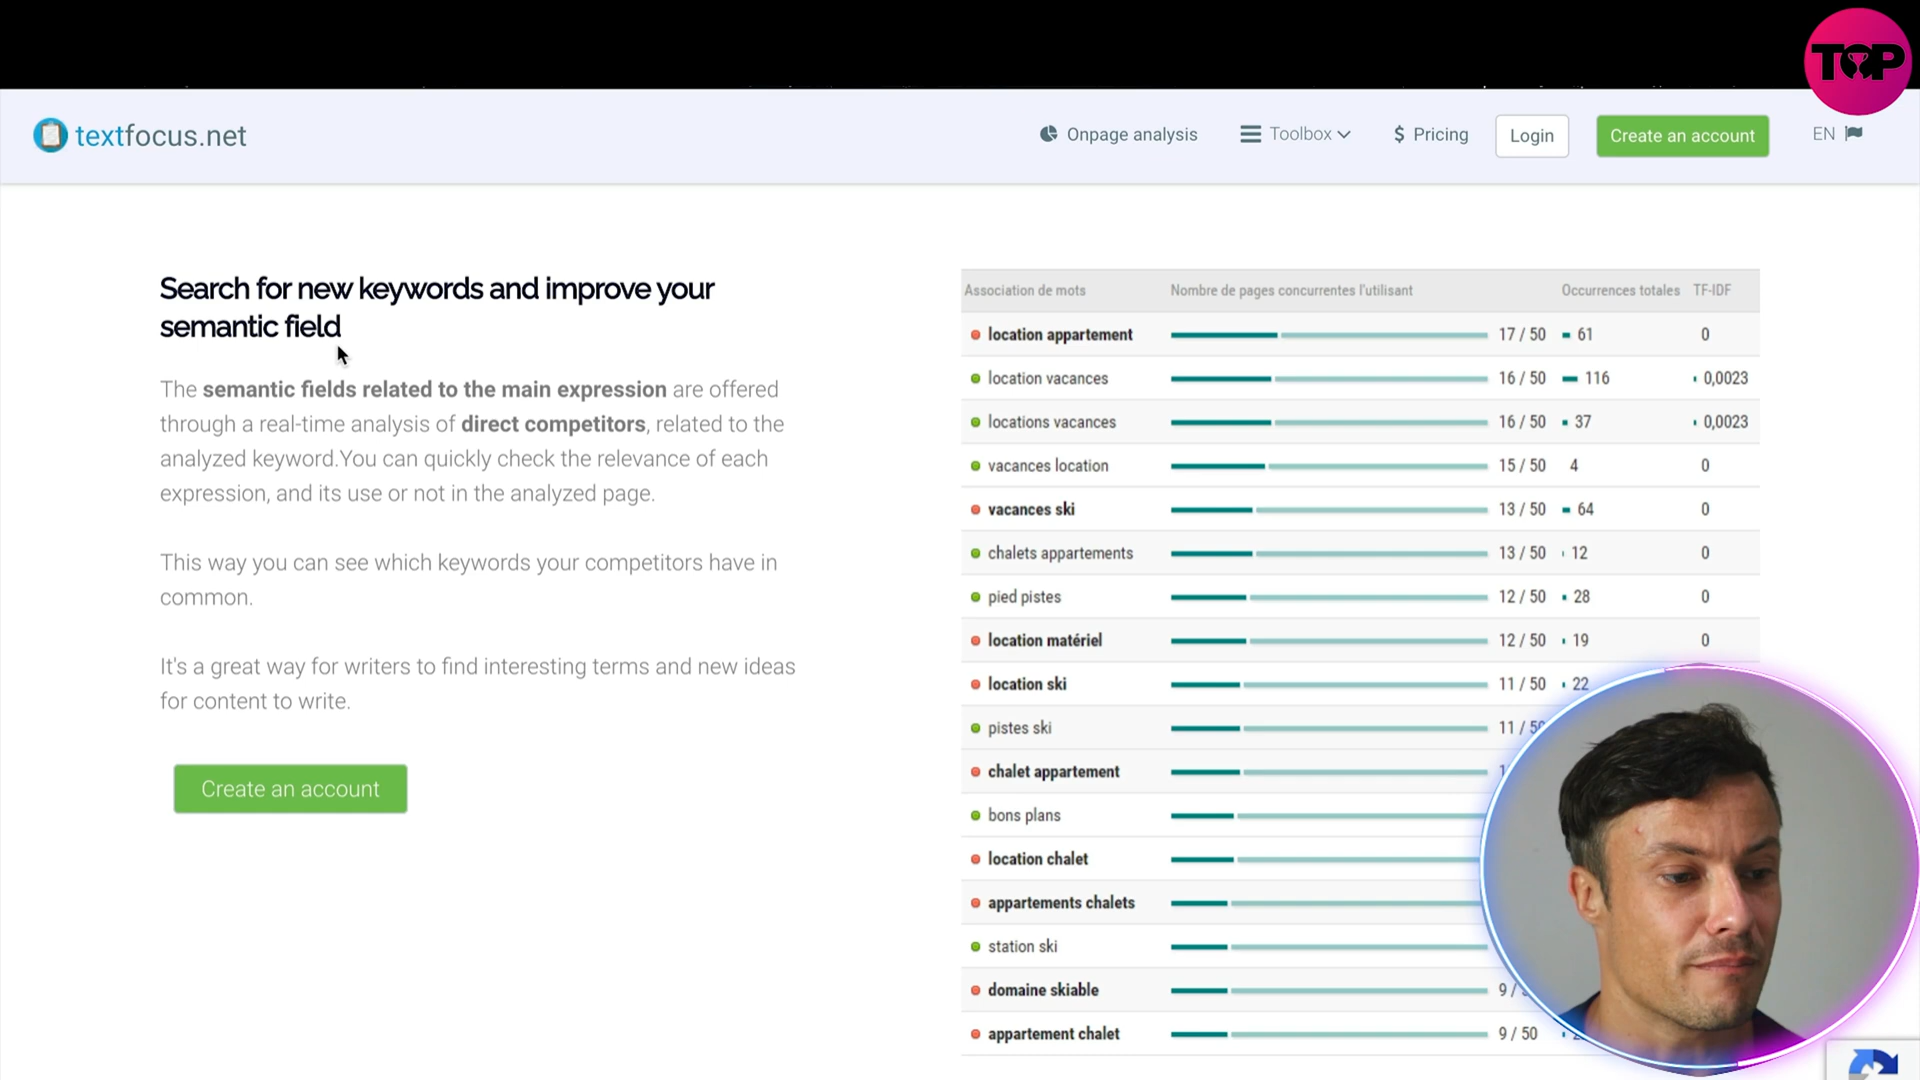 TOP
textfocus.net
Onpage analysis
Toolbox
$ Pricing
Login
Create an account
EN
Search for new keywords and improve your
semantic field
The semantic fields related to the main expression are offered
through a real-time analysis of direct competitors, related to the
analyzed keyword.You can quickly check the relevance of each
expression, and its use or not in the analyzed page.
This way you can see which keywords your competitors have in
common.
It's a great way for writers to find interesting terms and new ideas
for content to write.
Create an account
Association de mots Nombre de pages concurrentes l'utilisant Occurrences totales TF-IDF
location appartement 17 / 50 61 0
location vacances 16 / 50 116 0,0023
locations vacances 16 / 50 37 0,0023
vacances location 15 / 50 4 0
vacances ski 13 / 50 64 0
chalets appartements 13 / 50 12 0
pied pistes 12 / 50 28 0
location matériel 12 / 50 19 0
location ski 11 / 50 22
pistes ski 11 /
chalet appartement
bons plans
location chalet
appartements chalets
station ski
domaine skiable 9 /
appartement chalet 9 / 50